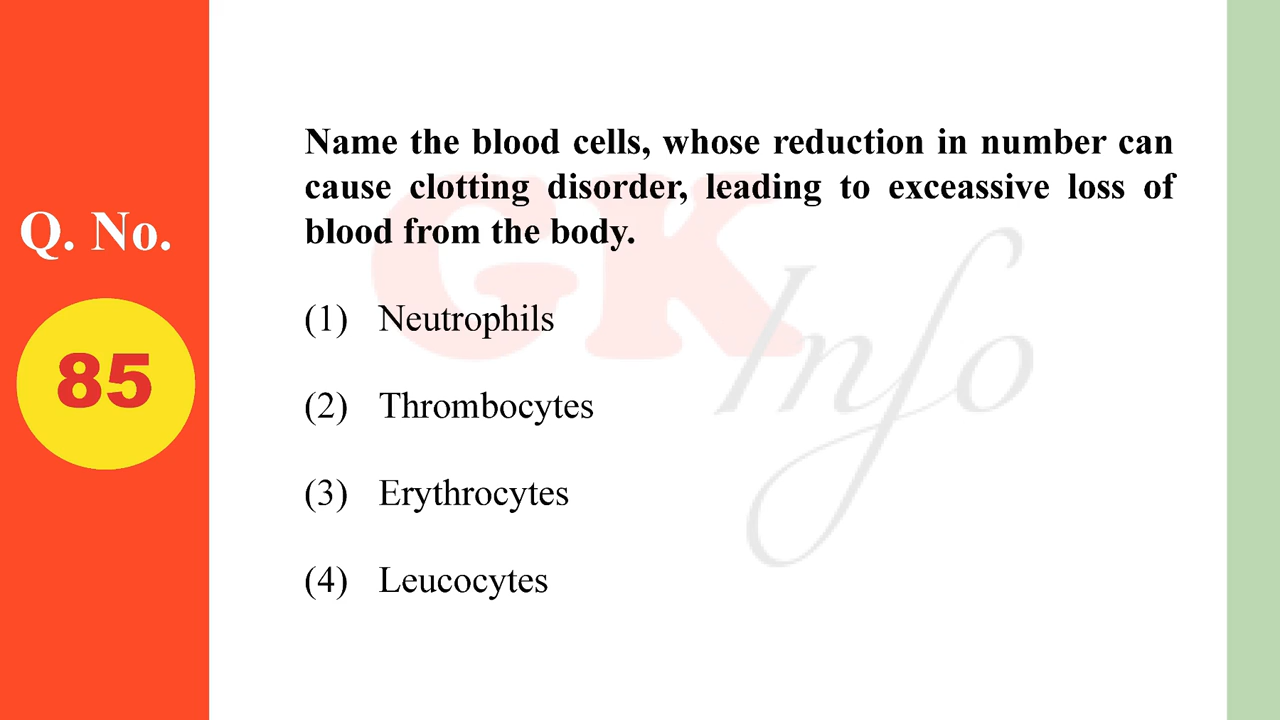 Q. No.
85
Name the blood cells, whose reduction in number can
cause clotting disorder, leading to exceassive loss of
blood from the body.
(1) Neutrophils
(2) Thrombocytes
(3) Erythrocytes
(4) Leucocytes
GK
Info